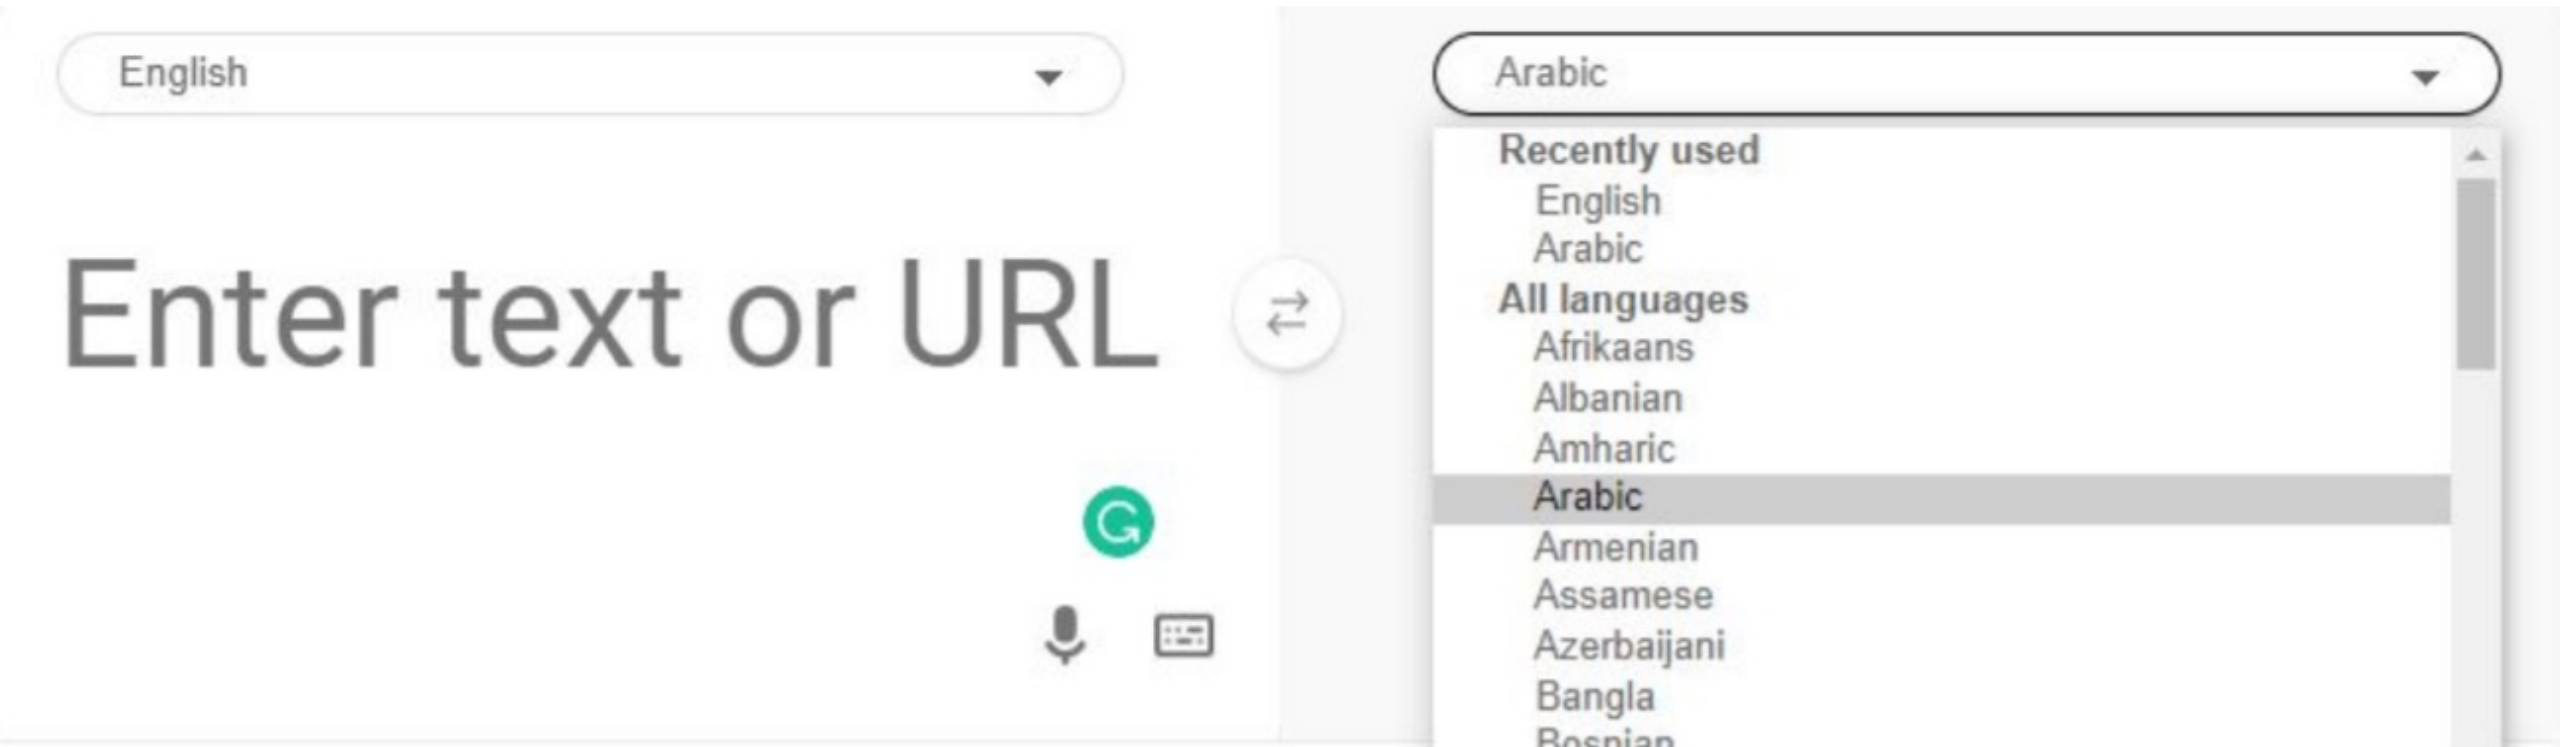 English
Enter text or URL
Arabic
Recently used
English
Arabic
All languages
Afrikaans
Albanian
Amharic
Arabic
Armenian
Assamese
Azerbaijani
Bangla
Bosnian